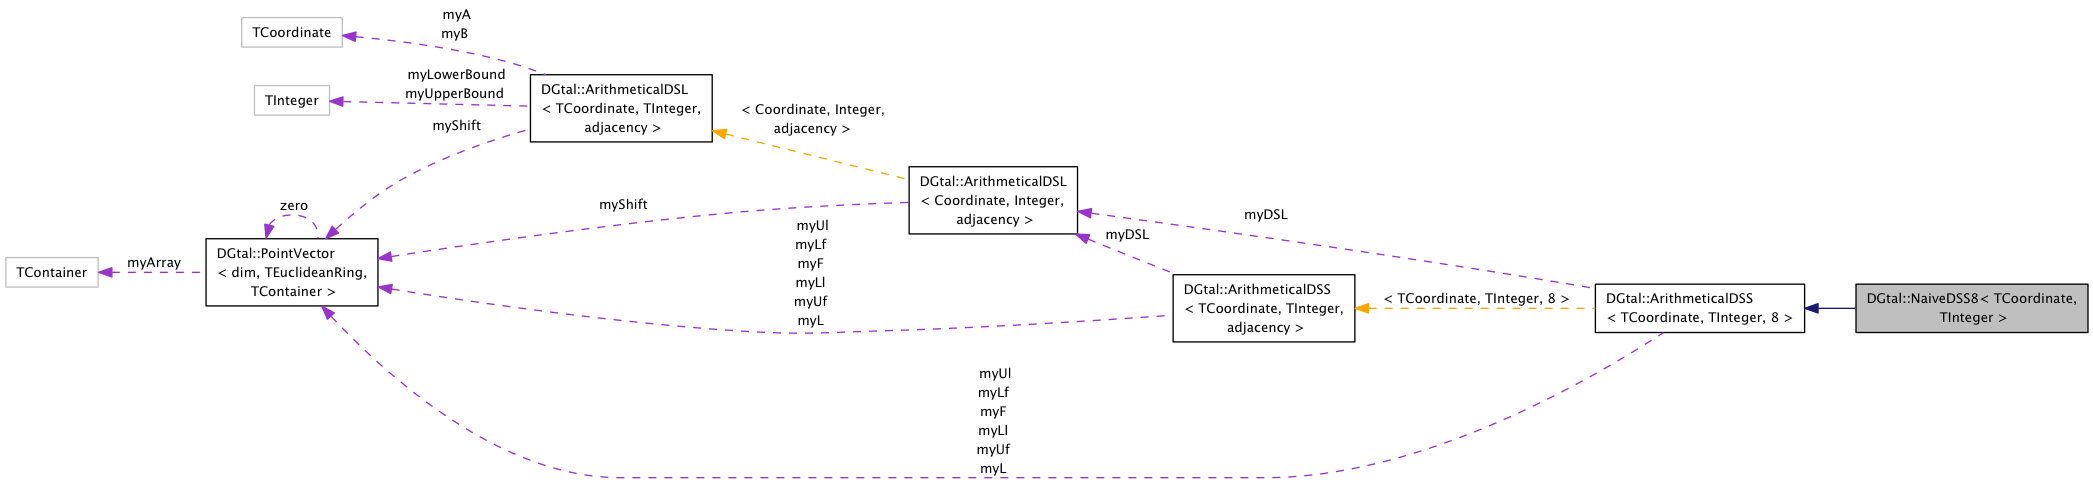 myA
myB
TCoordinate
myLowerBound
myUpperBound
TInteger
DGtal::ArithmeticalDSL
< TCoordinate, TInteger,
adjacency >
myShift
< Coordinate, Integer,
adjacency >
DGtal::ArithmeticalDSL
< Coordinate, Integer,
adjacency >
zero
myShift
myDSL
myDSL
TContainer
myArray
DGtal::PointVector
< dim, TEuclideanRing,
TContainer >
myUl
myLf
myF
myLl
myUf
myL
DGtal::ArithmeticalDSS
< TCoordinate, TInteger,
adjacency >
< TCoordinate, TInteger, 8 >
DGtal::ArithmeticalDSS
< TCoordinate, TInteger, 8 >
DGtal::NaiveDSS8< TCoordinate,
TInteger >
myUl
myLf
myF
myLl
myUf
myL